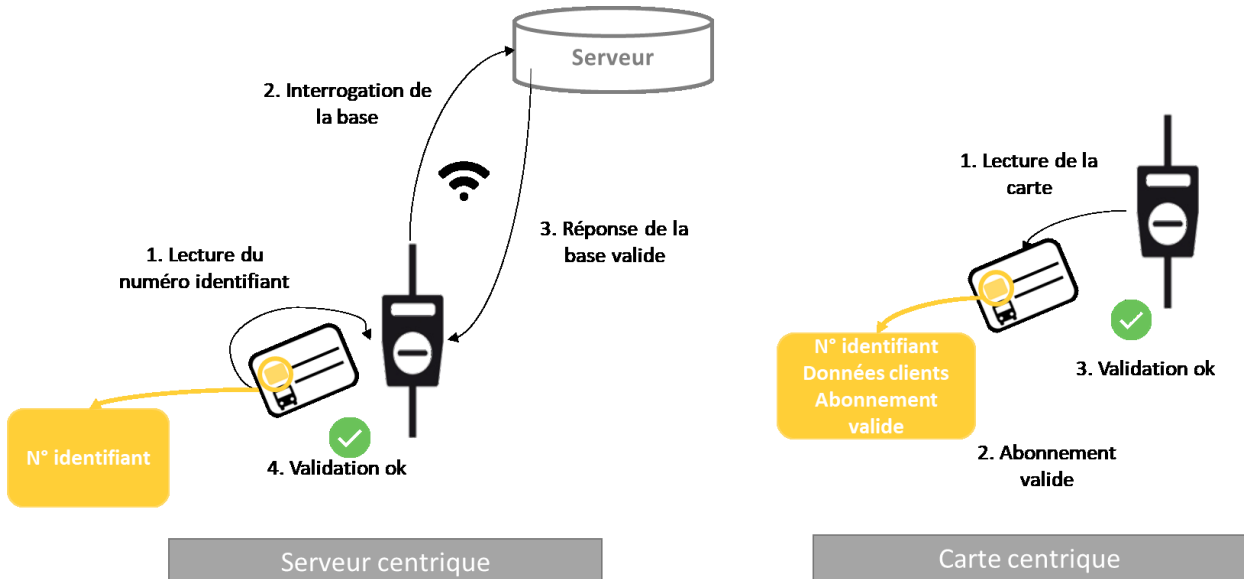 Serveur
2. Interrogation de
la base
3. Réponse de la
base valide
1. Lecture du
numéro identifiant
N° identifiant
4. Validation ok
Serveur centrique
1. Lecture de la
carte
N° identifiant
Données clients
Abonnement
valide
3. Validation ok
2. Abonnement
valide
Carte centrique